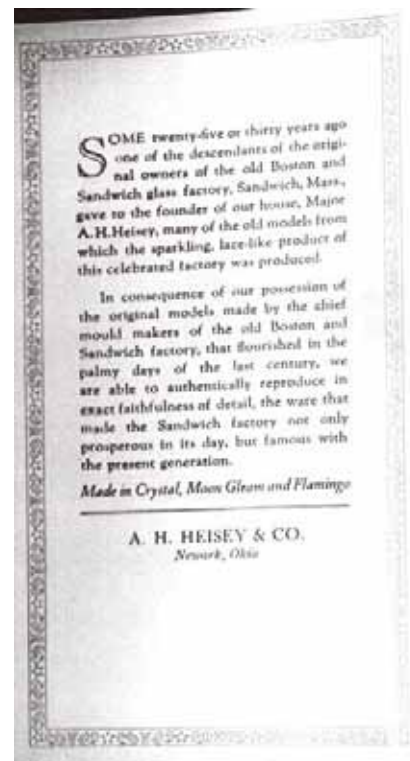 SOME twenty-five or thirty years ago
one of the descendants of the origi-
nal owners of the old Boston and
Sandwich glass factory, Sandwich, Mass.,
gave to the founder of our house, Major
A. H. Heisey, many of the old models from
which the sparkling, lace-like product of
this celebrated factory was produced.
In consequence of our possession of
the original models made by the chief
mould makers of the old Boston and
Sandwich factory, that flourished in the
palmy days of the last century, we
are able to authentically reproduce in
exact faithfulness of detail, the ware that
made the Sandwich factory not only
prosperous in its day, but famous with
the present generation.
Made in Crystal, Moon Gleam and Flamingo
A. H. HEISEY & CO.
Newark, Ohio